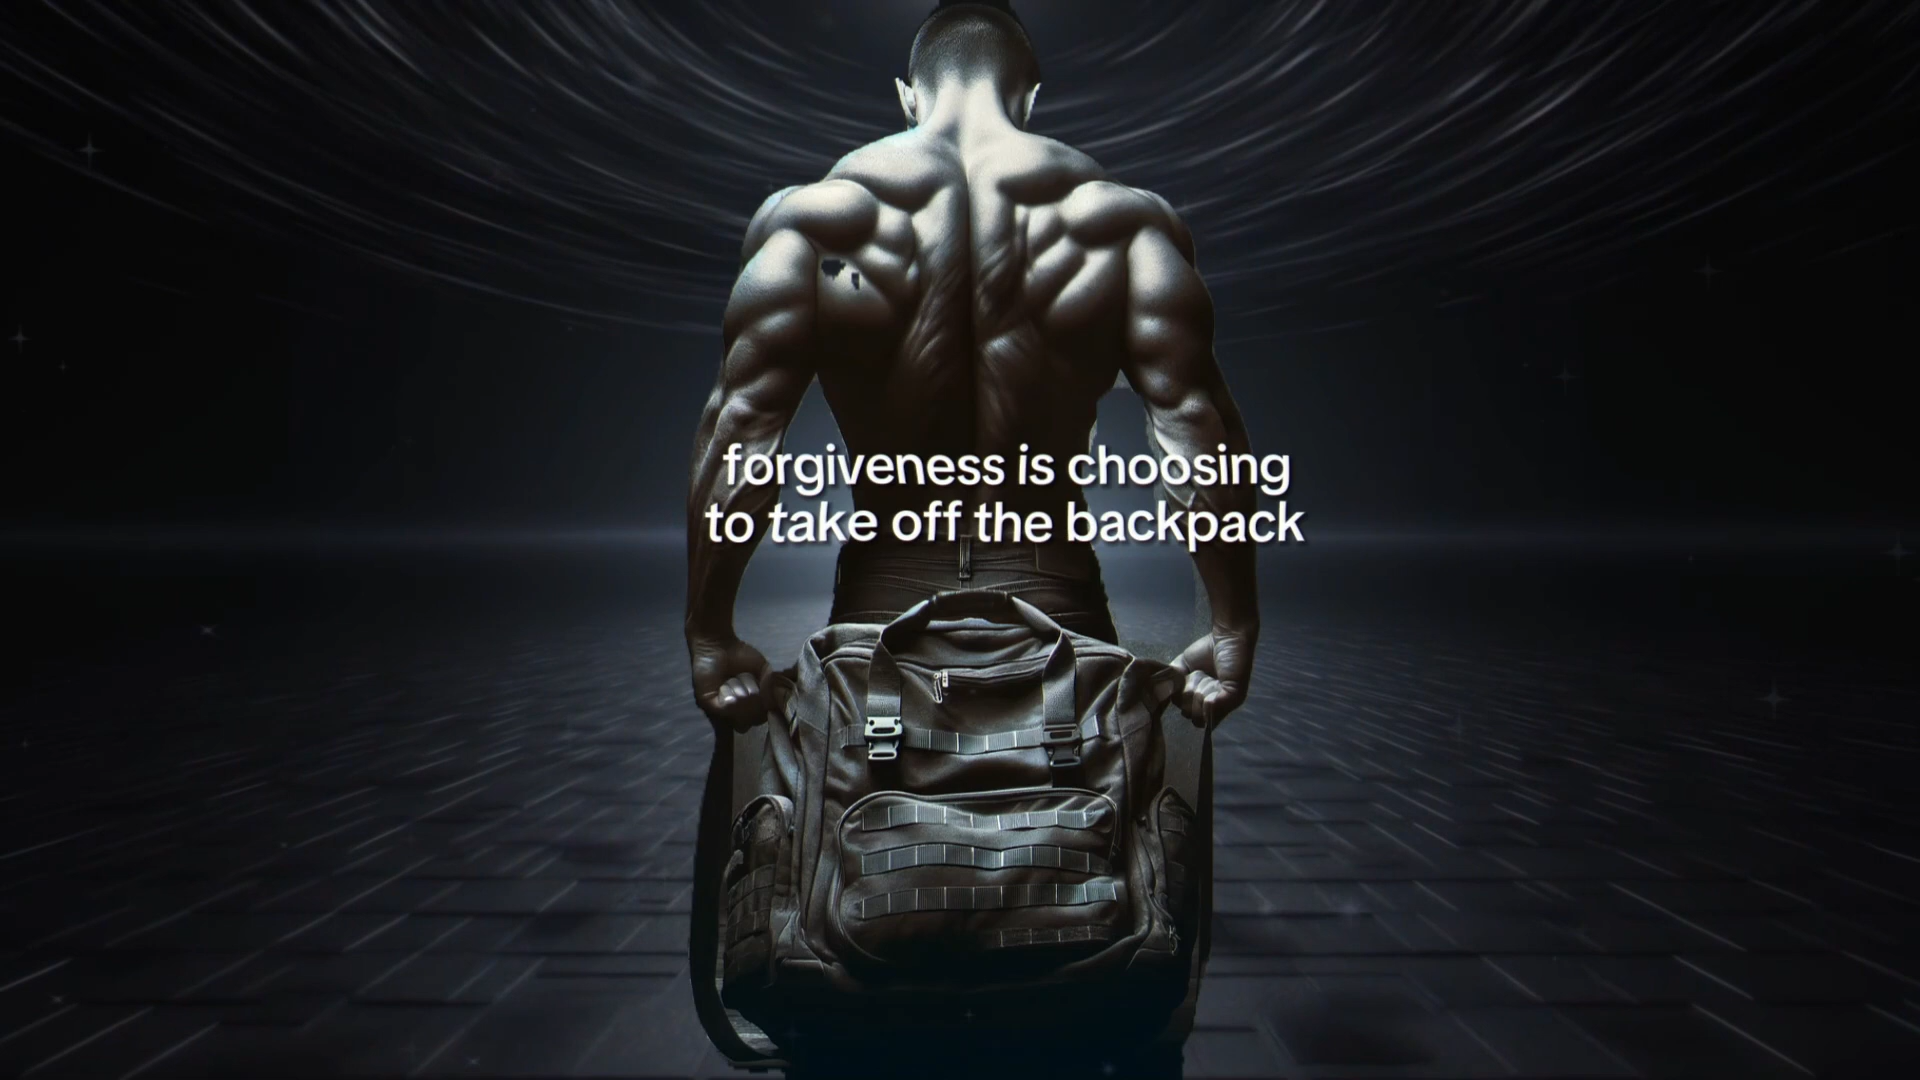 forgiveness is choosing
to take off the backpack